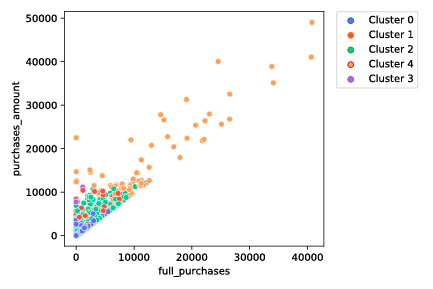 50000
40000
30000
20000
10000
0
purchases_amount
0
10000
20000
30000
40000
full_purchases
Cluster 0
Cluster 1
Cluster 2
Cluster 4
Cluster 3